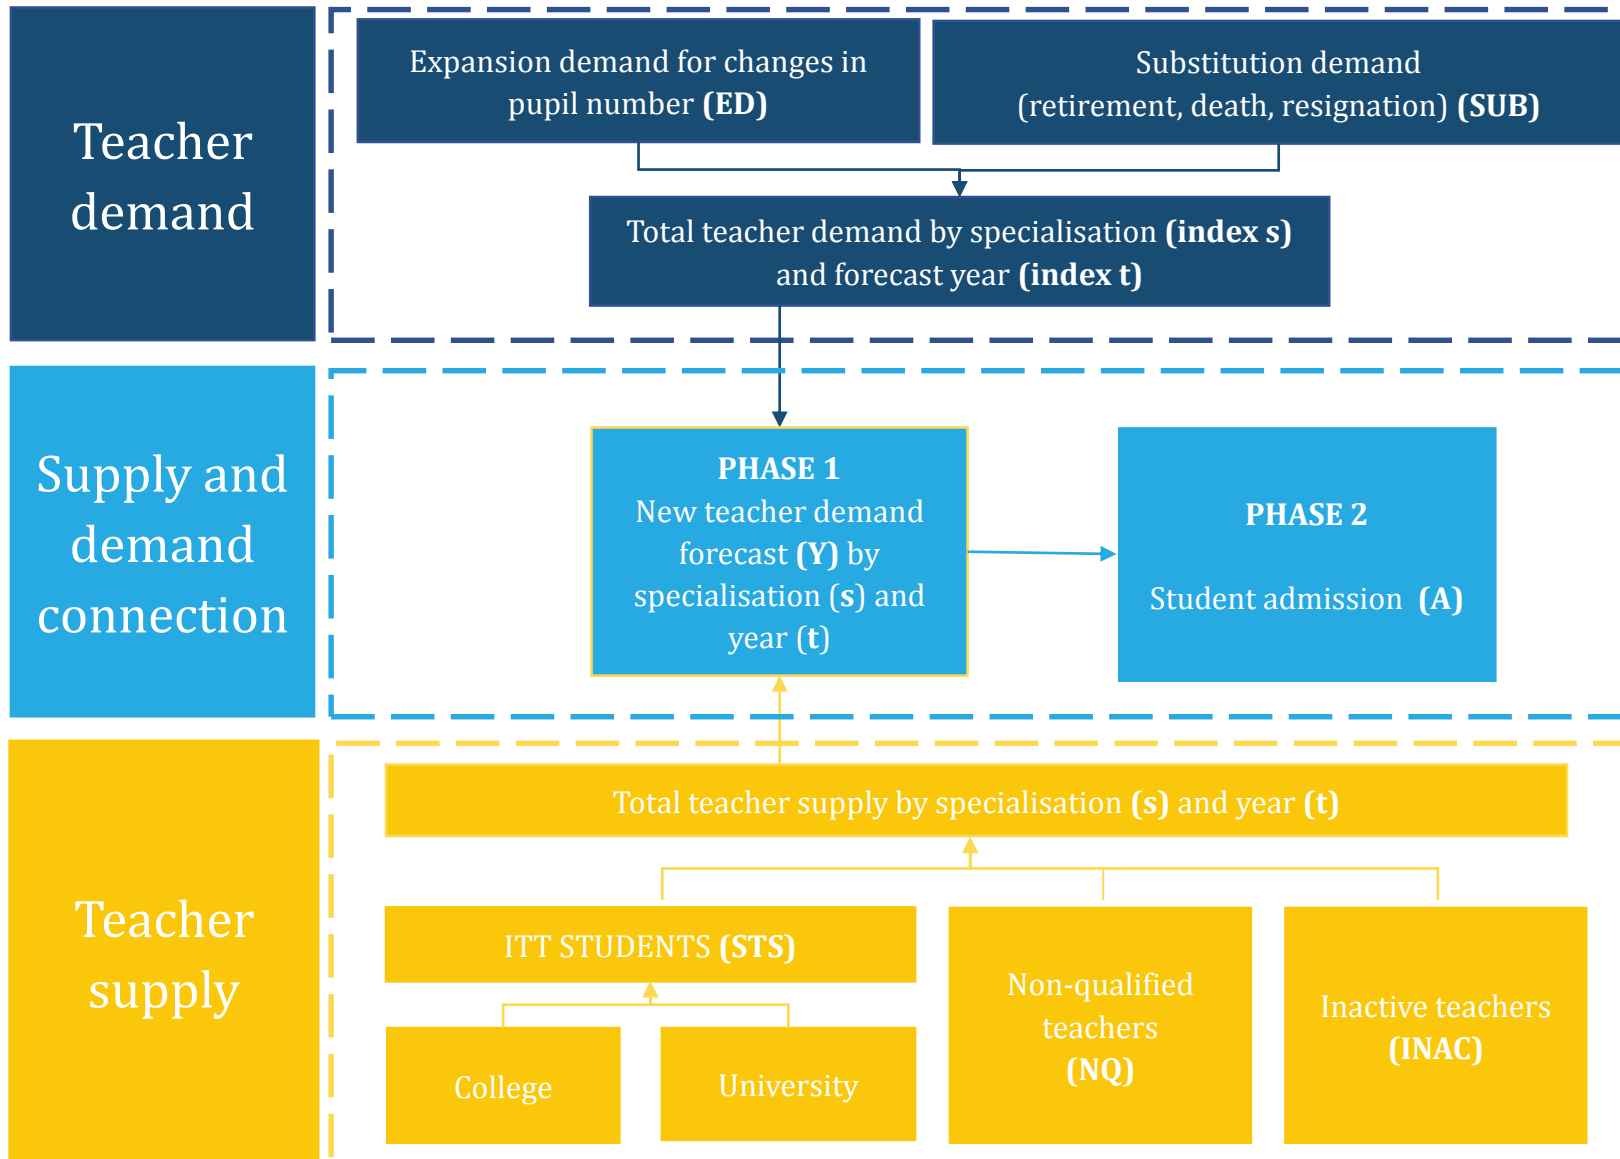 Teacher
demand
Expansion demand for changes in
pupil number (ED)
Substitution demand
(retirement, death, resignation) (SUB)
Total teacher demand by specialisation (index s)
and forecast year (index t)
Supply and
demand
connection
PHASE 1
New teacher demand
forecast (Y) by
specialisation (s) and
year (t)
PHASE 2
Student admission (A)
Teacher
supply
Total teacher supply by specialisation (s) and year (t)
ITT STUDENTS (STS)
College
University
Non-qualified
teachers
(NQ)
Inactive teachers
(INAC)